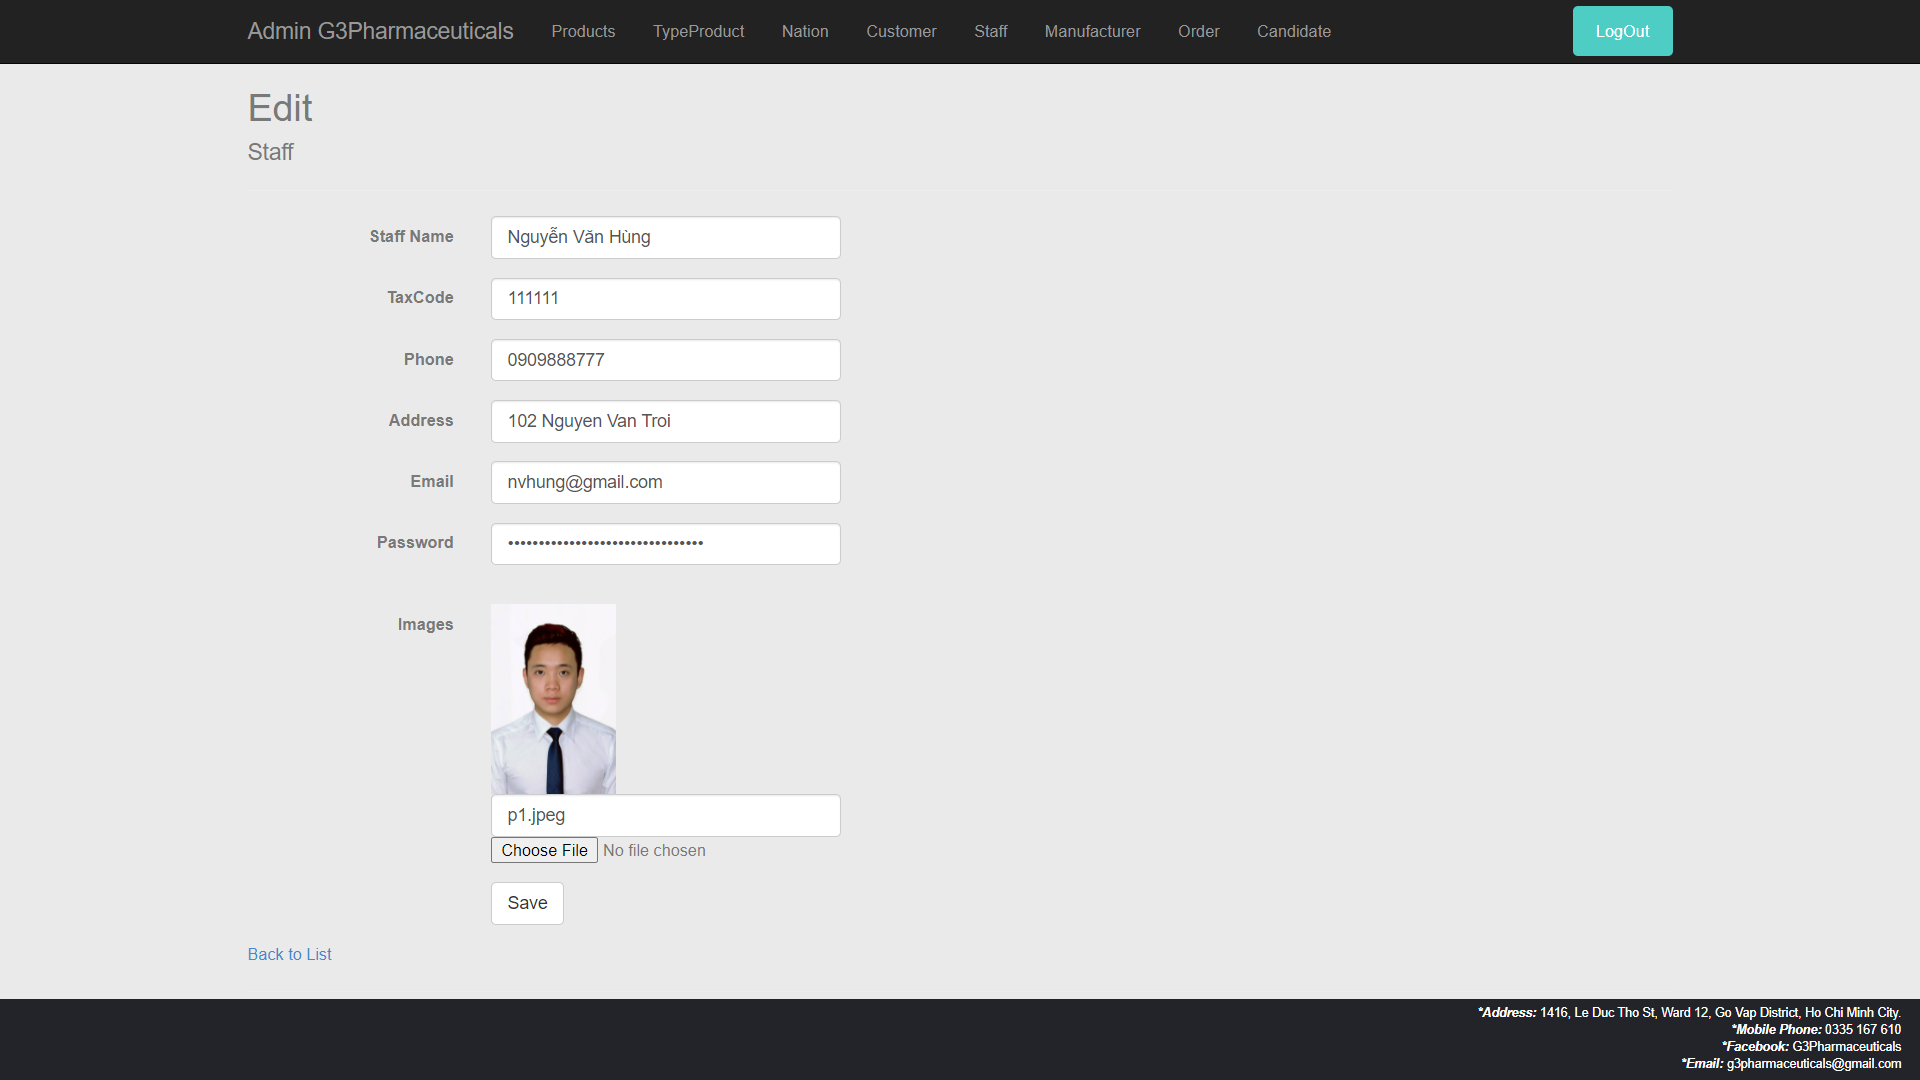 Admin G3Pharmaceuticals Products TypeProduct Nation Customer Staff Manufacturer Order Candidate LogOut
Edit
Staff
Staff Name Nguyễn Văn Hùng
TaxCode 111111
Phone 0909888777
Address 102 Nguyen Van Troi
Email nvhung@gmail.com
Password ••••••••••••••••••••••••••••••••
Images
p1.jpeg
Choose File No file chosen
Save
Back to List
*Address: 1416, Le Duc Tho St, Ward 12, Go Vap District, Ho Chi Minh City.
*Mobile Phone: 0335 167 610
*Facebook: G3Pharmaceuticals
*Email: g3pharmaceuticals@gmail.com